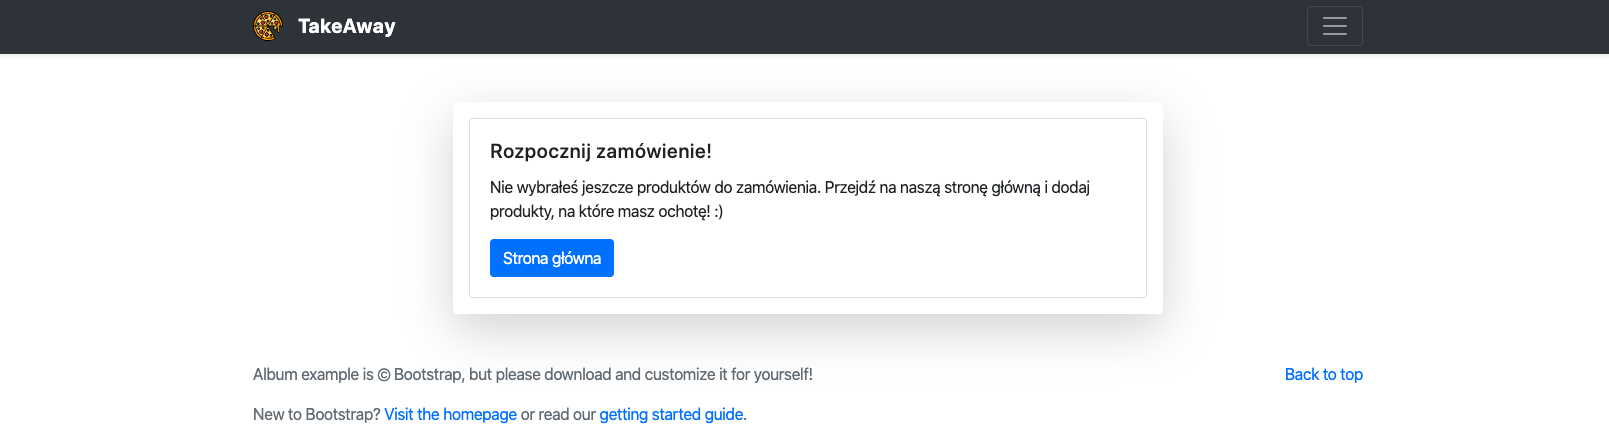 TakeAway
Rozpocznij zamówienie!
Nie wybrałeś jeszcze produktów do zamówienia. Przejdź na naszą stronę główną i dodaj
produkty, na które masz ochotę! :)
Strona główna
Album example is © Bootstrap, but please download and customize it for yourself!
Back to top
New to Bootstrap? Visit the homepage or read our getting started guide.